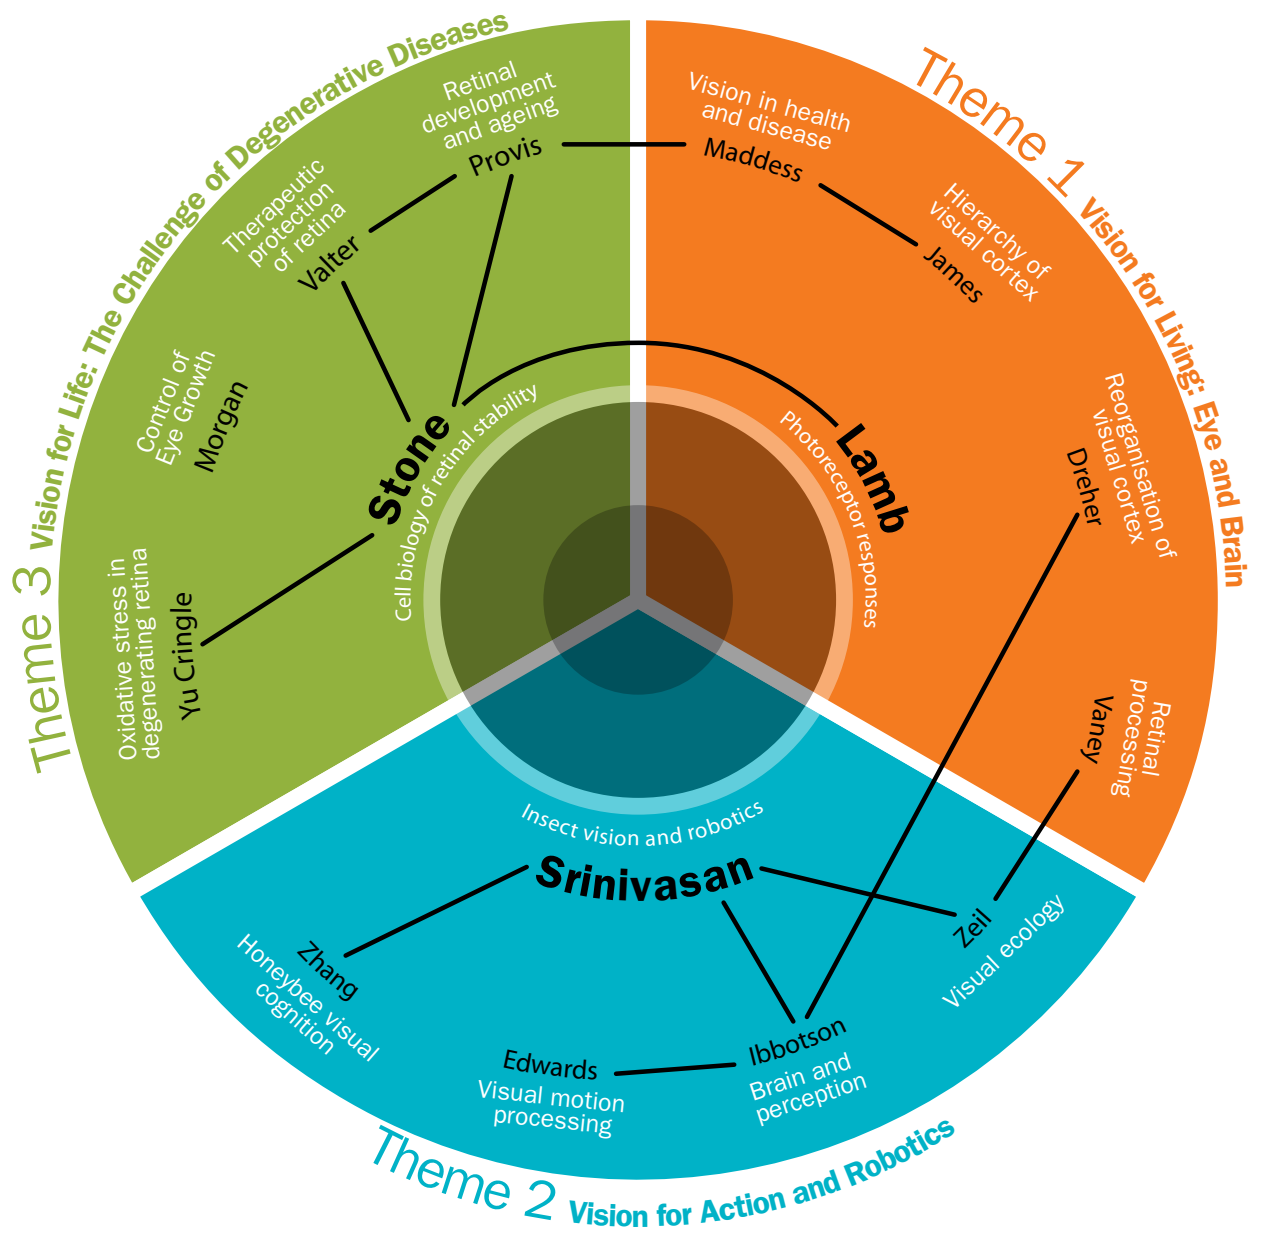 Theme 1 Vision for Living: Eye and Brain
Vision in health
and disease
Maddess
Hierarchy of
visual cortex
James
Reorganisation of
visual cortex
Dreher
Retinal
processing
Vaney
Lamb
Photoreceptor responses
Theme 2 Vision for Action and Robotics
Insect vision and robotics
Srinivasan
Zeil
Visual ecology
Ibbotson
Brain and
perception
Edwards
Visual motion
processing
Zhang
Honeybee visual
cognition
Theme 3 Vision for Life: The Challenge of Degenerative Diseases
Retinal
development
and ageing
Provis
Therapeutic
protection
of retina
Valter
Control of
Eye Growth
Morgan
Oxidative stress in
degenerating retina
Yu Cringle
Stone
Cell biology of retinal stability